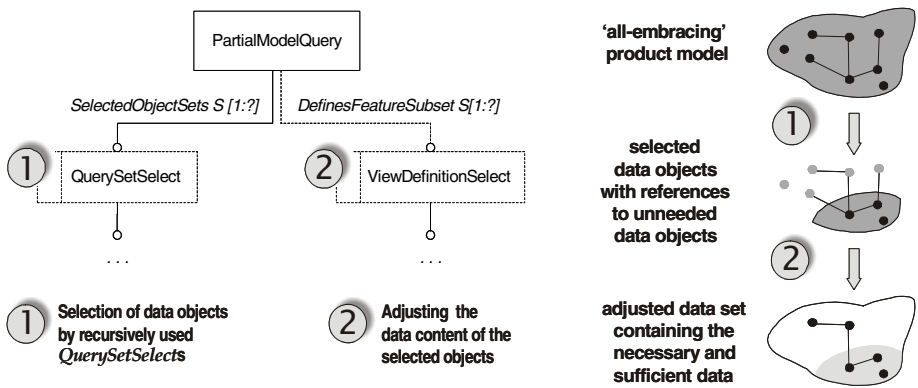 PartialModelQuery
SelectedObjectSets S [1:?]
DefinesFeatureSubset S[1:?]
1
QuerySetSelect
2
ViewDefinitionSelect
. . .
. . .
1
Selection of data objects
by recursively used
QuerySetSelects
2
Adjusting the
data content of the
selected objects
'all-embracing'
product model
1
selected
data objects
with references
to unneeded
data objects
2
adjusted data set
containing the
necessary and
sufficient data